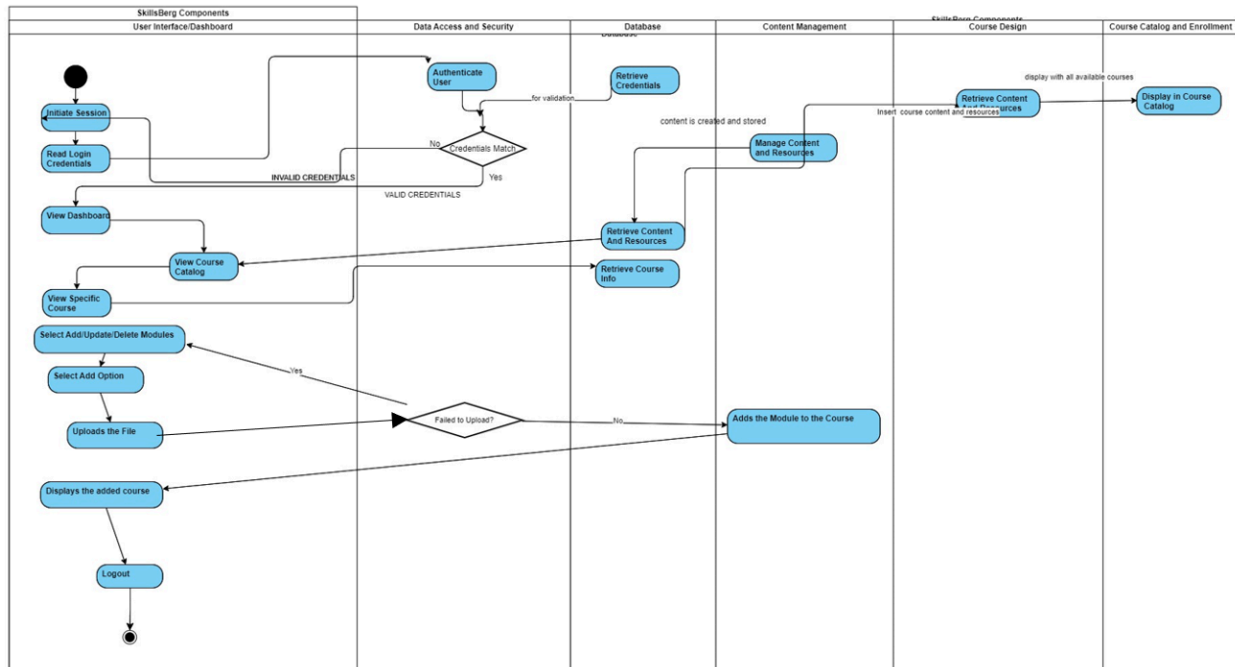 SkillsBerg Components
SkillsBerg Components
User Interface/Dashboard
Data Access and Security
Database
Content Management
Course Design
Course Catalog and Enrollment
Database
Authenticate
User
Retrieve
Credentials
display with all available courses
Initiate Session
for validation
Retrieve Content
And Resources
Insert course content and resources
Display in Course
Catalog
content is created and stored
Read Login
Credentials
No
Credentials Match
Manage Content
and Resources
INVALID CREDENTIALS
Yes
VALID CREDENTIALS
View Dashboard
Retrieve Content
And Resources
View Course
Catalog
Retrieve Course
Info
View Specific
Course
Select Add/Update/Delete Modules
Yes
Select Add Option
Uploads the File
Failed to Upload?
No
Adds the Module to the Course
Displays the added course
Logout